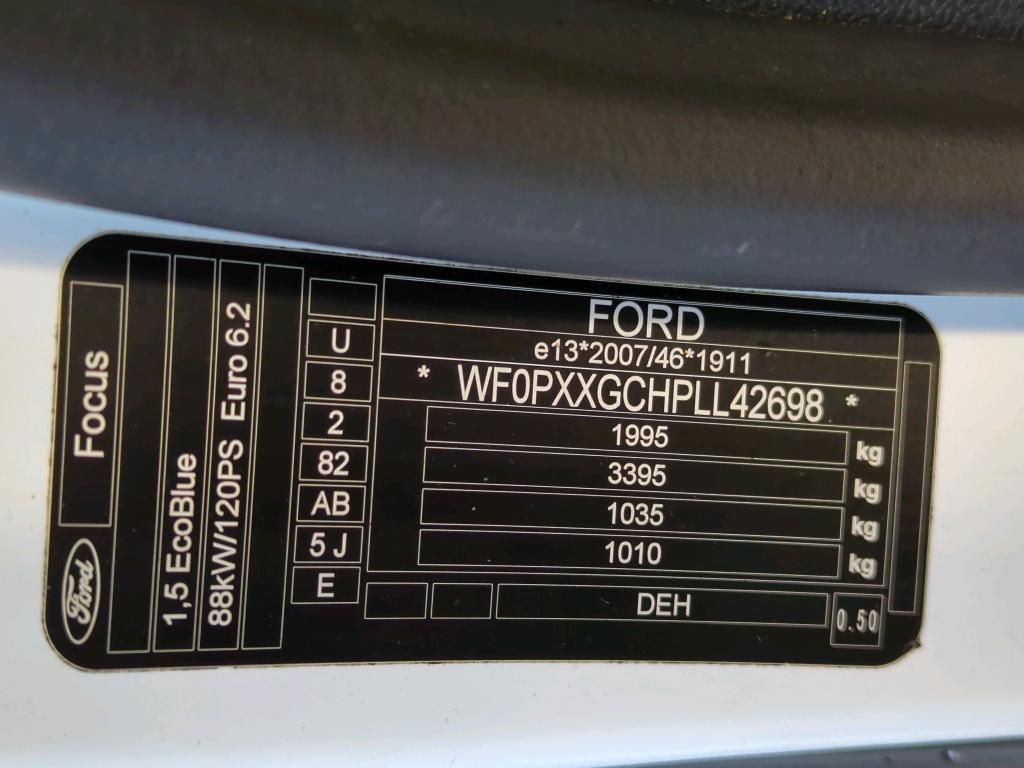 Ford
Focus
1,5 EcoBlue
88kW/120PS Euro 6.2
U
8
2
82
AB
5 J
E
FORD
e13*2007/46*1911
* WF0PXXGCHPLL42698 *
1995 kg
3395 kg
1035 kg
1010 kg
DEH
0.50